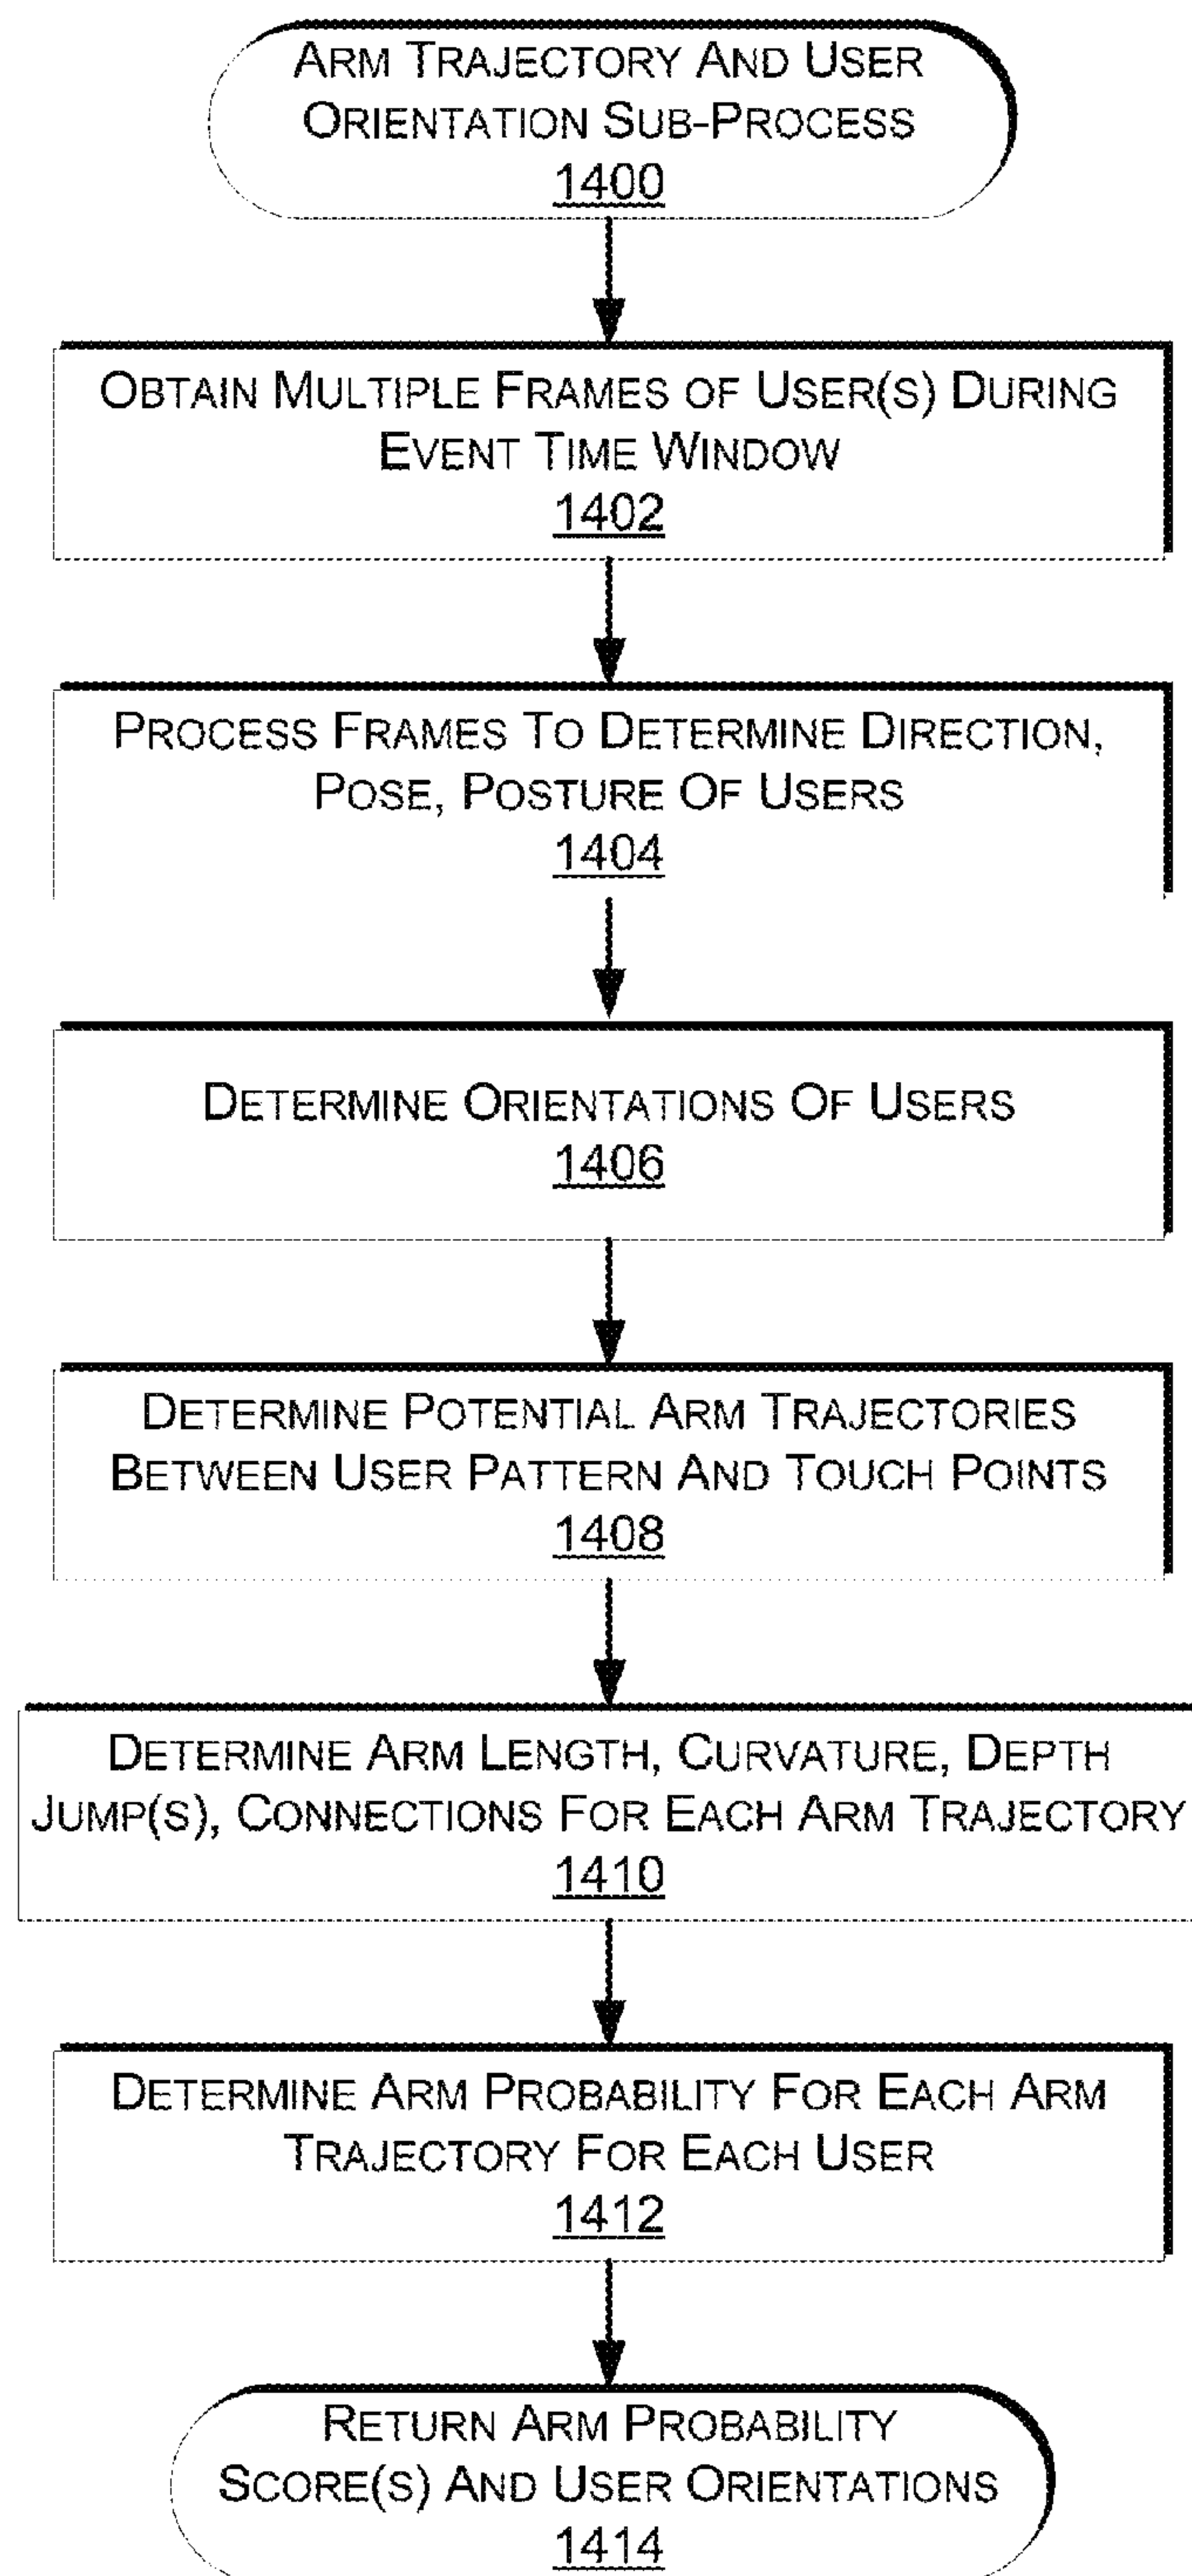 ARM TRAJECTORY AND USER
ORIENTATION SUB-PROCESS
1400
OBTAIN MULTIPLE FRAMES OF USER(S) DURING
EVENT TIME WINDOW
1402
PROCESS FRAMES TO DETERMINE DIRECTION,
POSE, POSTURE OF USERS
1404
DETERMINE ORIENTATIONS OF USERS
1406
DETERMINE POTENTIAL ARM TRAJECTORIES
BETWEEN USER PATTERN AND TOUCH POINTS
1408
DETERMINE ARM LENGTH, CURVATURE, DEPTH
JUMP(S), CONNECTIONS FOR EACH ARM TRAJECTORY
1410
DETERMINE ARM PROBABILITY FOR EACH ARM
TRAJECTORY FOR EACH USER
1412
RETURN ARM PROBABILITY
SCORE(S) AND USER ORIENTATIONS
1414